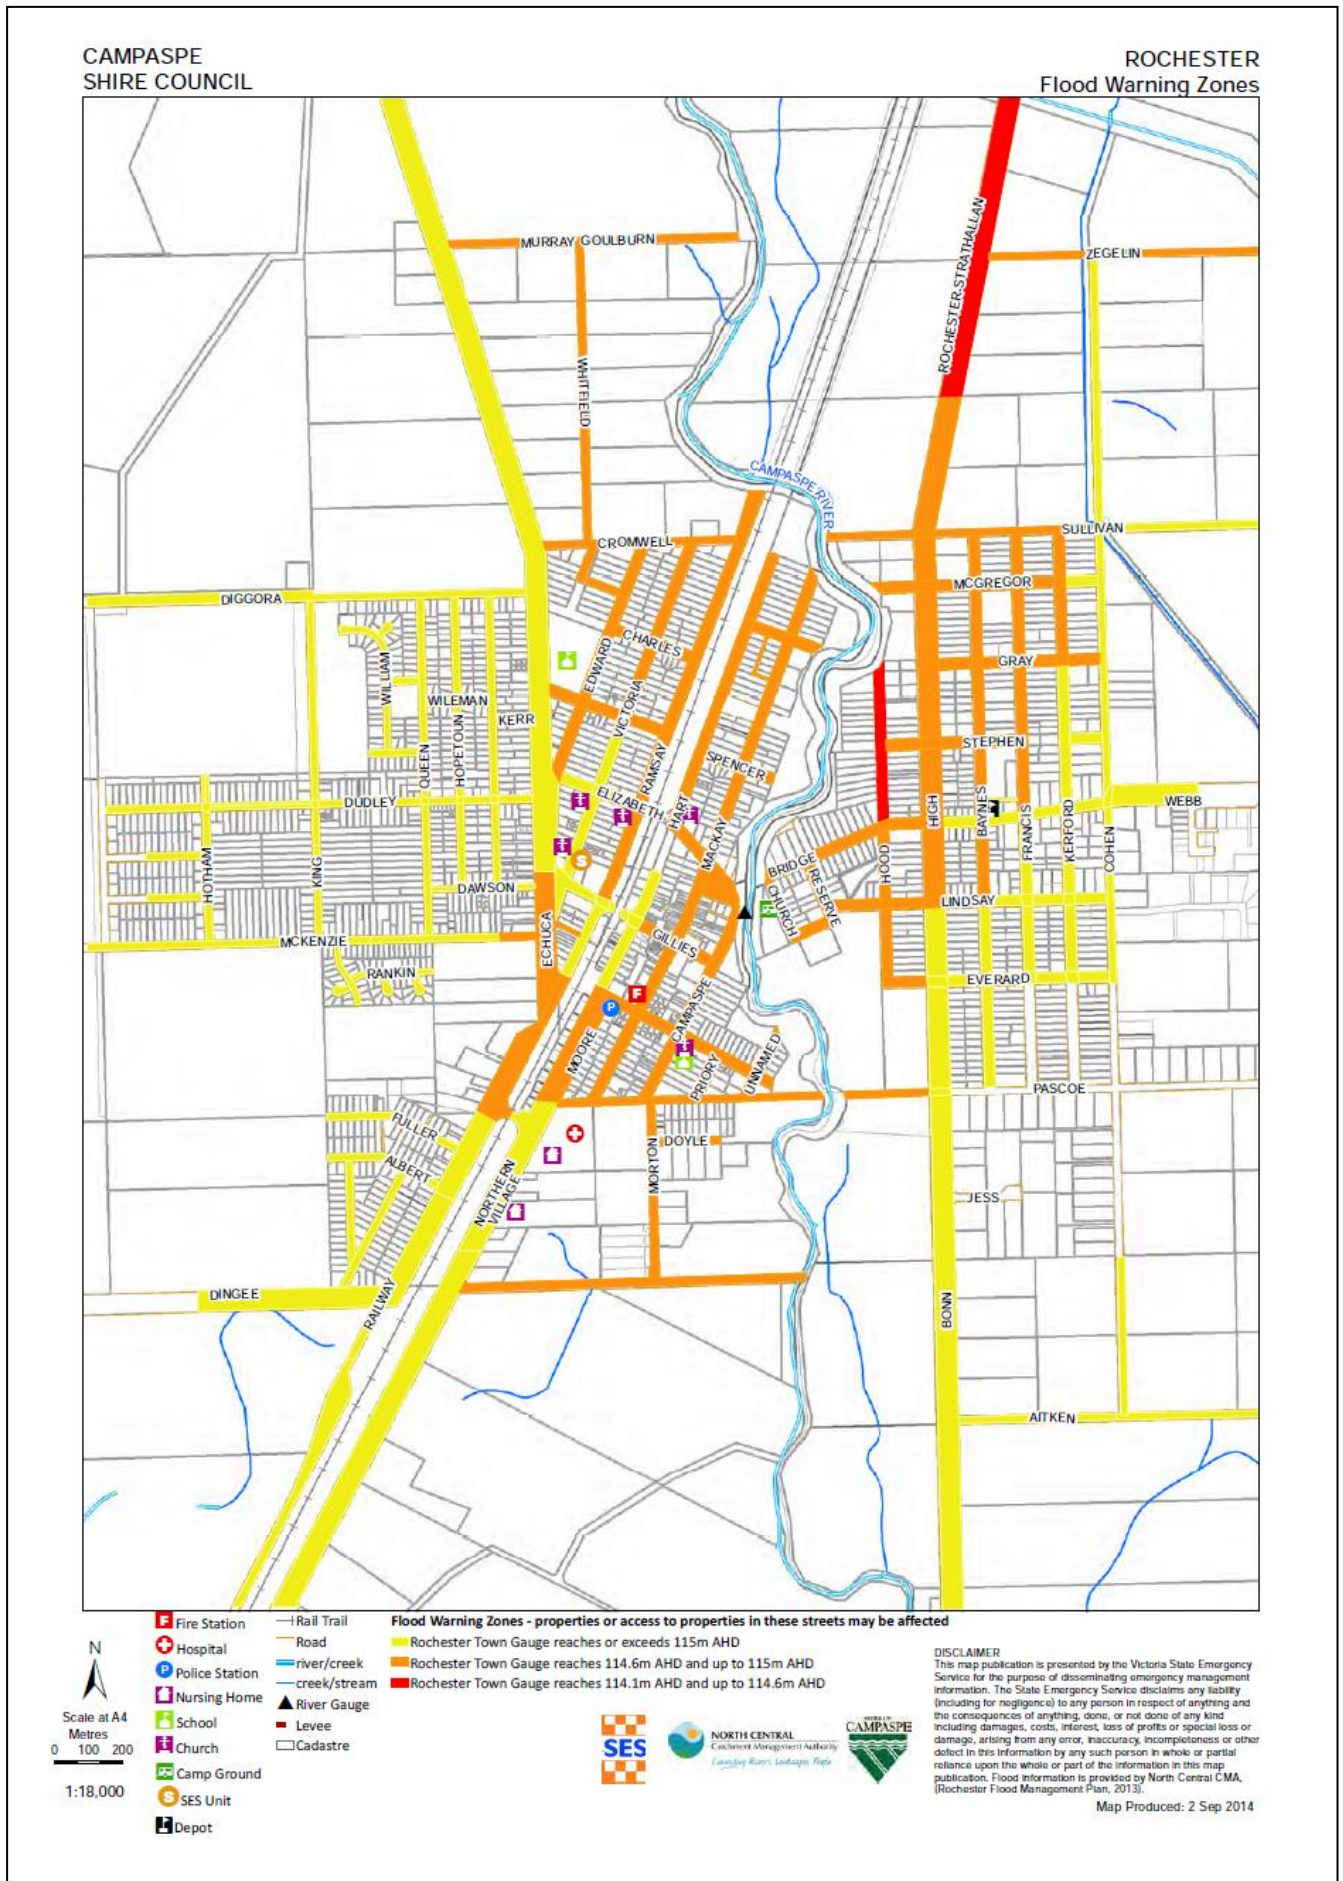 CAMPASPE
SHIRE COUNCIL
ROCHESTER
Flood Warning Zones
MURRAY GOULBURN
ZEGELIN
ROCHESTER-STRATHALLAN
WHITFIELD
CAMPASPE RIVER
SULLIVAN
CROMWELL
MCGREGOR
DIGGORA
CHARLES
EDWARD
GRAY
WILLIAM
WILEMAN
VICTORIA
KERR
HOPETOUN
QUEEN
STEPHEN
RAMSAY
SPENCER
DUDLEY
ELIZABETH
HART
HIGH
BAYNES
WEBB
FRANCIS
KERFORD
COHEN
MACKAY
HOTHAM
KING
BRIDGE
HOOD
RESERVE
DAWSON
CHURCH
LINDSAY
ECHUCA
MCKENZIE
GILLIES
RANKIN
EVERARD
CAMPASPE
MOORE
PRIORY
UNNAMED
PASCOE
FULLER
DOYLE
ALBERT
MORTON
NORTHERN
VILLAGE
JESS
DINGEE
RAILWAY
BONN
AITKEN
F
P
S
N
Scale at A4
Metres
0 100 200
1:18,000
Fire Station
Hospital
Police Station
Nursing Home
School
Church
Camp Ground
SES Unit
Depot
Rail Trail
Road
river/creek
creek/stream
River Gauge
Levee
Cadastre
Flood Warning Zones - properties or access to properties in these streets may be affected
Rochester Town Gauge reaches or exceeds 115m AHD
Rochester Town Gauge reaches 114.6m AHD and up to 115m AHD
Rochester Town Gauge reaches 114.1m AHD and up to 114.6m AHD
SES
NORTH CENTRAL
Catchment Management Authority
Connecting Rivers, Landscapes, People
SHIRE OF
CAMPASPE
DISCLAIMER
This map publication is presented by the Victoria State Emergency
Service for the purpose of disseminating emergency management
information. The State Emergency Service disclaims any liability
(including for negligence) to any person in respect of anything and
the consequences of anything, done, or not done of any kind
including damages, costs, interest, loss of profits or special loss or
damage, arising from any error, inaccuracy, incompleteness or other
defect in this information by any such person in whole or partial
reliance upon the whole or part of the information in this map
publication. Flood information is provided by North Central CMA,
(Rochester Flood Management Plan, 2013).
Map Produced: 2 Sep 2014